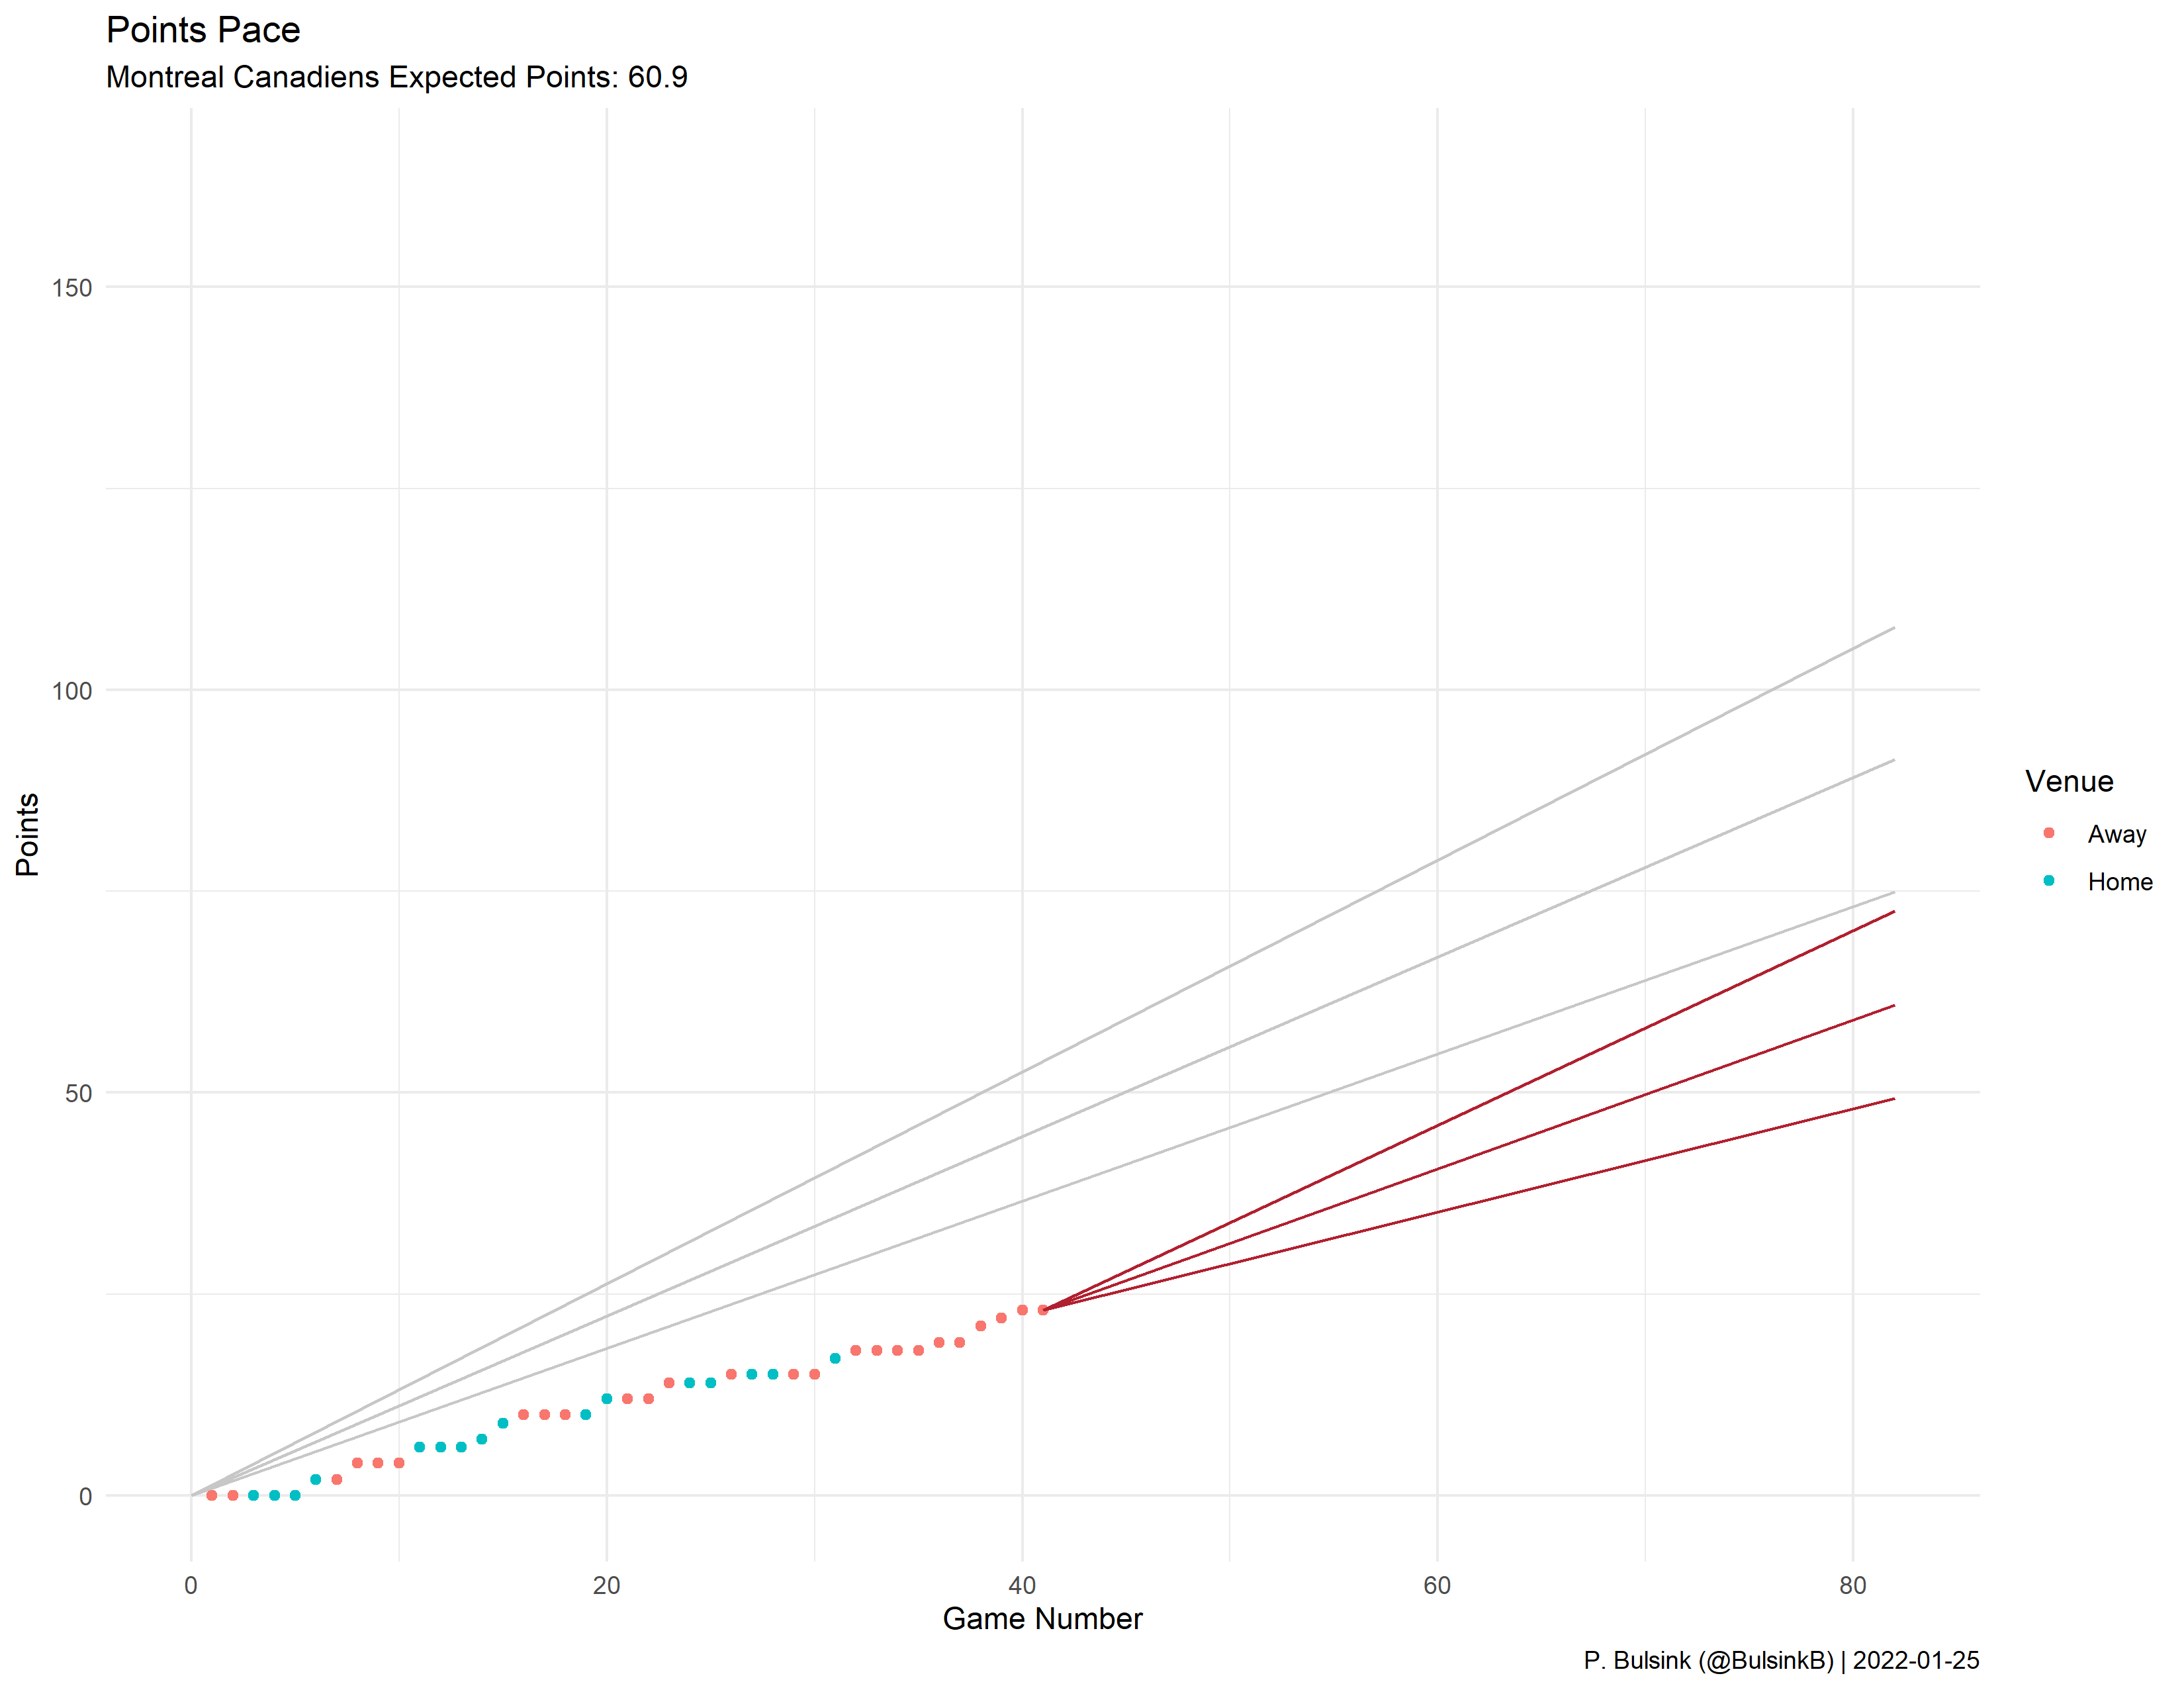 Points Pace
Montreal Canadiens Expected Points: 60.9
150
100
50
0
Points
0 20 40 60 80
Game Number
Venue
Away
Home
P. Bulsink (@BulsinkB) | 2022-01-25